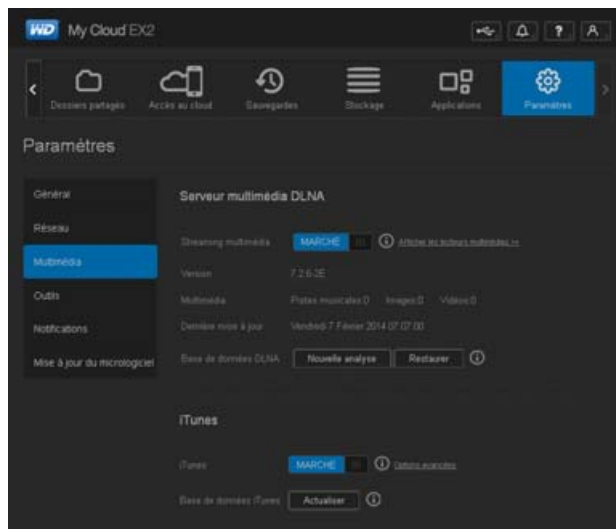 WD My Cloud EX2
?
Dossiers partagés
Accès au cloud
Sauvegardes
Stockage
Applications
Paramètres
Paramètres
Général
Réseau
Multimédia
Outils
Notifications
Mise à jour du micrologiciel
Serveur multimédia DLNA
Streaming multimédia MARCHE Afficher les lecteurs multimédias >>
Version 7.2.6-2E
Multimédia Pistes musicales:0 Images:0 Vidéos:0
Dernière mise à jour Vendredi 7 Février 2014 07:07:00
Base de données DLNA Nouvelle analyse Restaurer
iTunes
iTunes MARCHE Options avancées
Base de données iTunes Actualiser